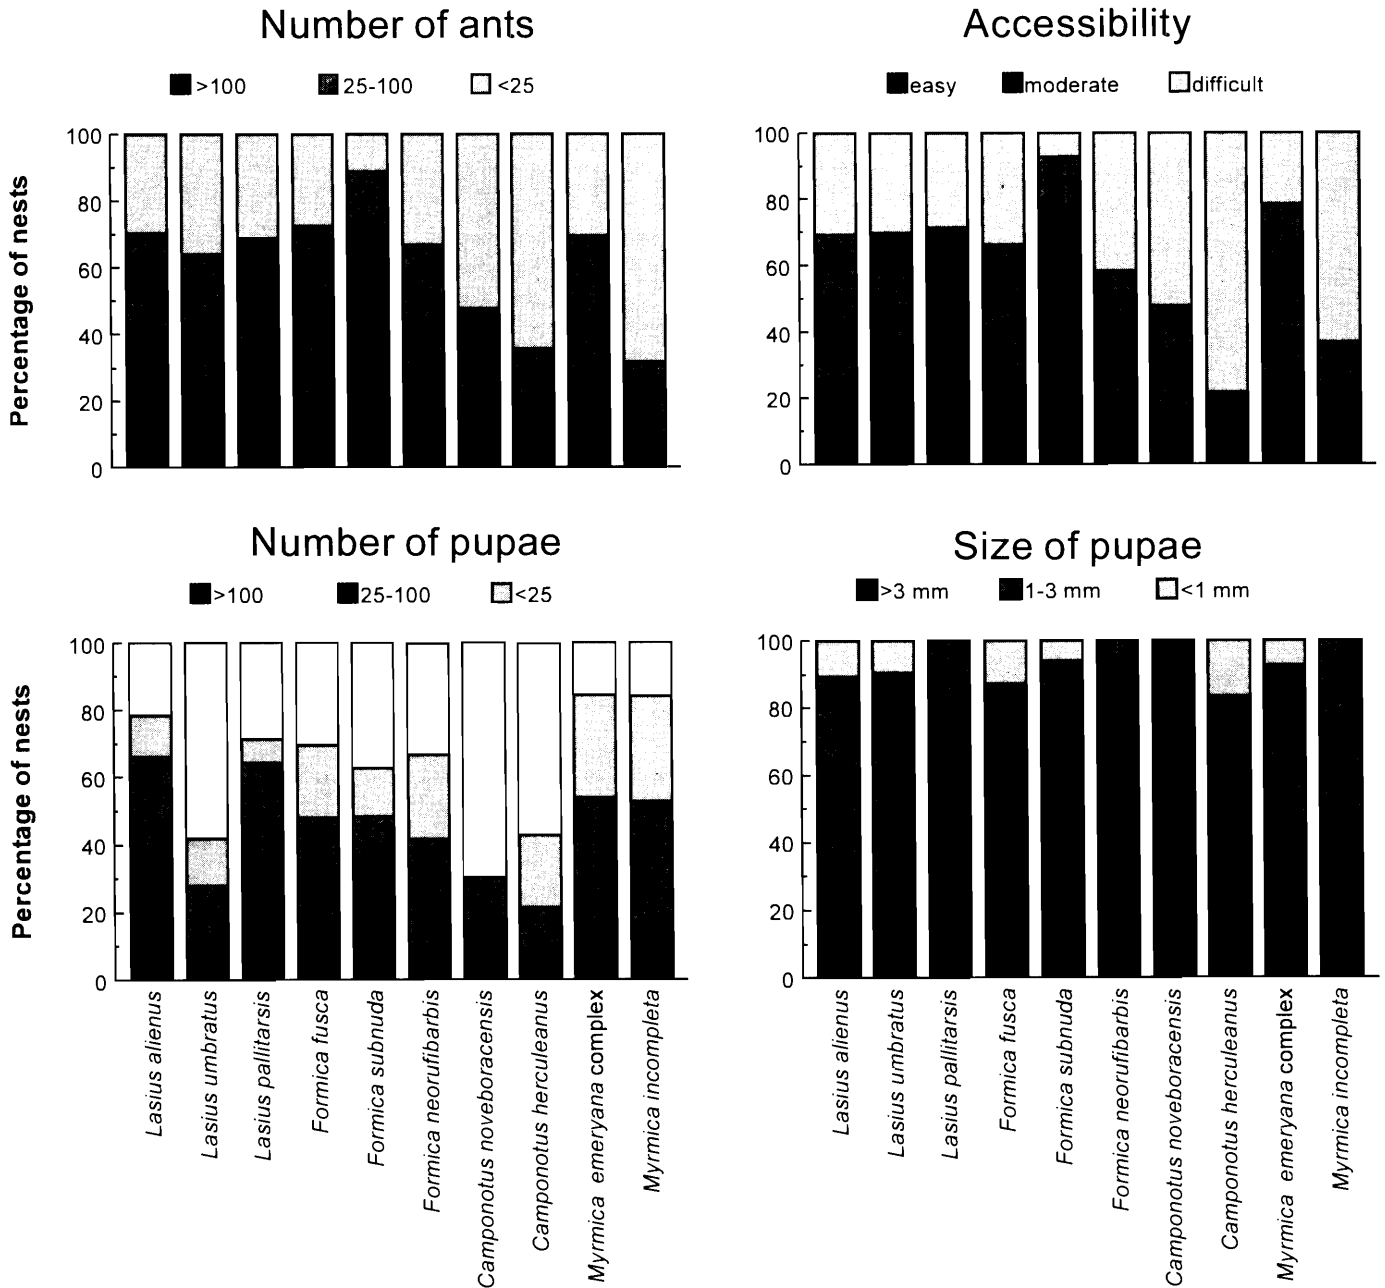 Number of ants
>100 25-100 <25
Percentage of nests
100
80
60
40
20
0
Accessibility
easy moderate difficult
100
80
60
40
20
0
Number of pupae
>100 25-100 <25
Percentage of nests
100
80
60
40
20
0
Lasius alienus
Lasius umbratus
Lasius pallitarsis
Formica fusca
Formica subnuda
Formica neorufibarbis
Camponotus noveboracensis
Camponotus herculeanus
Myrmica emeryana complex
Myrmica incompleta
Size of pupae
>3 mm 1-3 mm <1 mm
100
80
60
40
20
0
Lasius alienus
Lasius umbratus
Lasius pallitarsis
Formica fusca
Formica subnuda
Formica neorufibarbis
Camponotus noveboracensis
Camponotus herculeanus
Myrmica emeryana complex
Myrmica incompleta